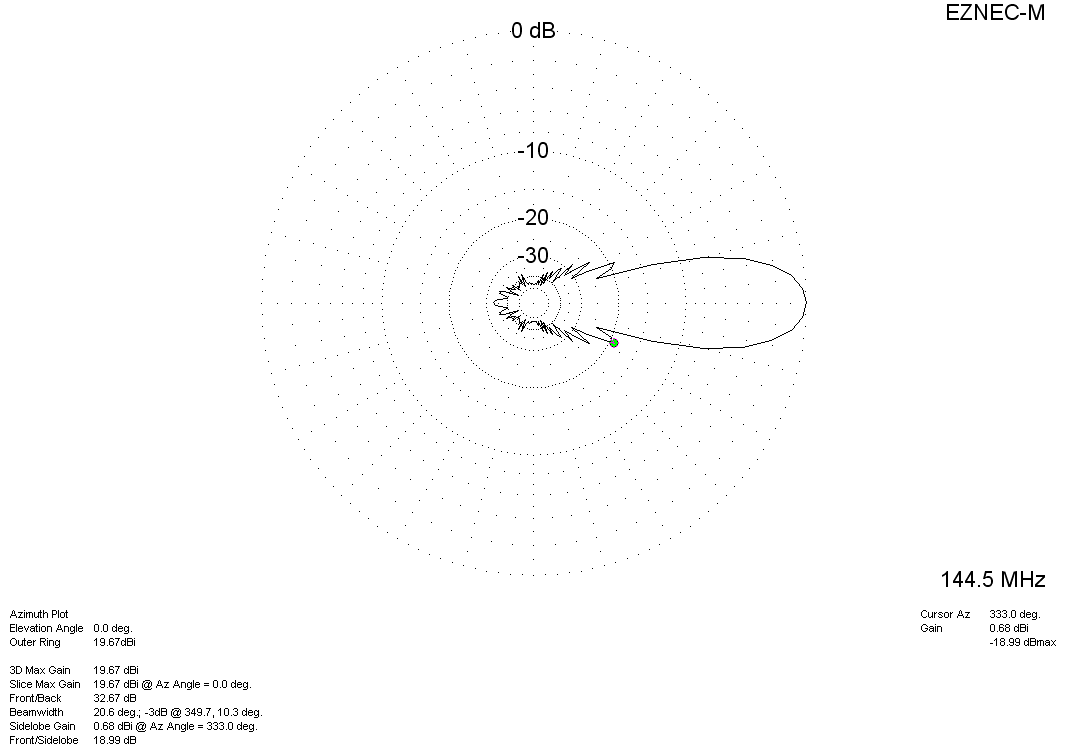 EZNEC-M
0 dB
-10
-20
-30
144.5 MHz
Azimuth Plot
Elevation Angle 0.0 deg.
Outer Ring 19.67dBi
Cursor Az 333.0 deg.
Gain 0.68 dBi
-18.99 dBmax
3D Max Gain 19.67 dBi
Slice Max Gain 19.67 dBi @ Az Angle = 0.0 deg.
Front/Back 32.67 dB
Beamwidth 20.6 deg.; -3dB @ 349.7, 10.3 deg.
Sidelobe Gain 0.68 dBi @ Az Angle = 333.0 deg.
Front/Sidelobe 18.99 dB